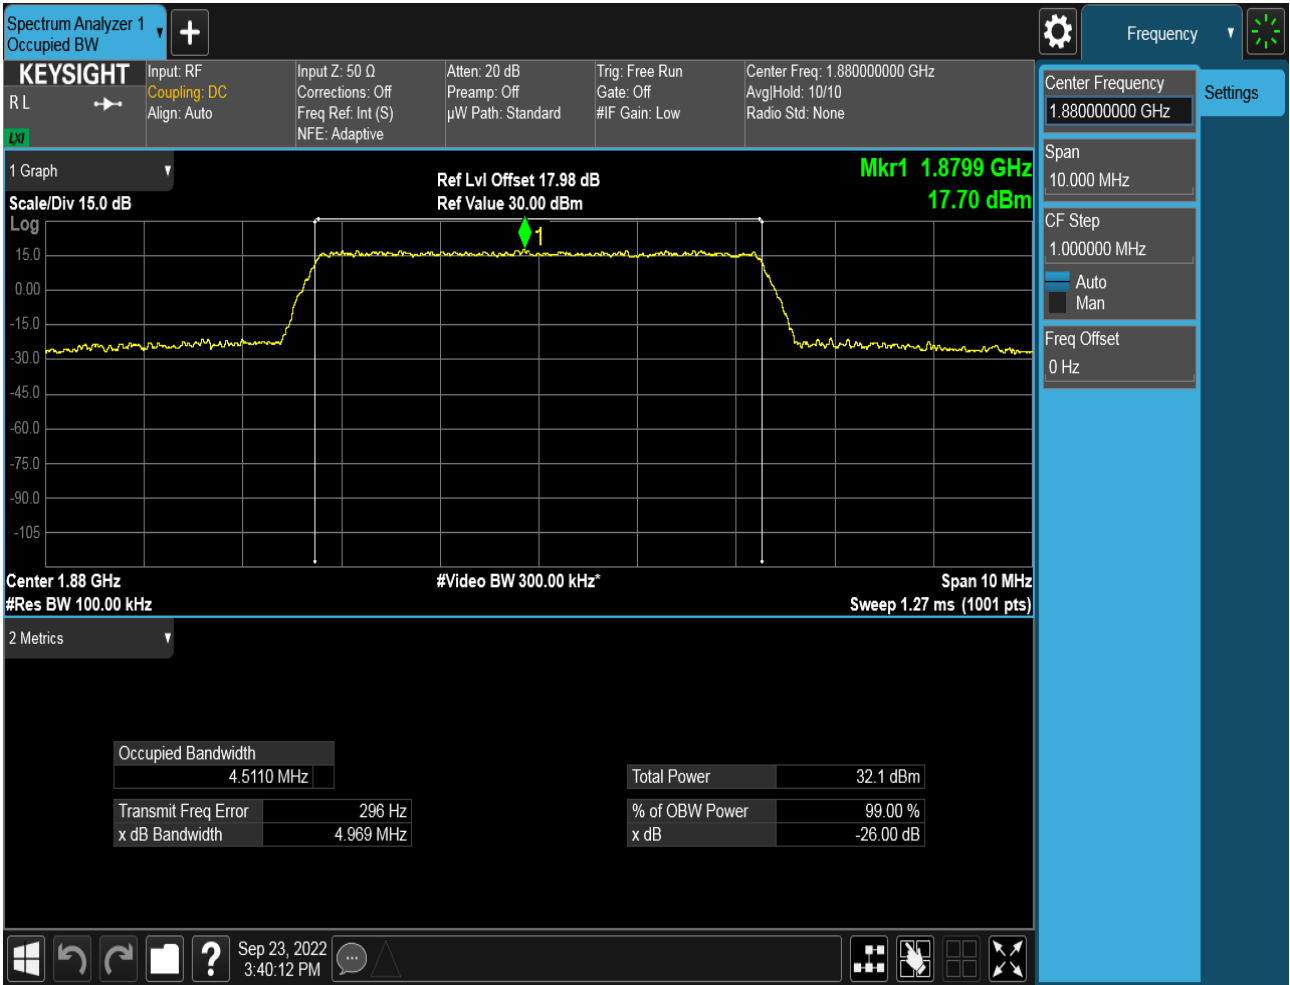 Spectrum Analyzer 1
Occupied BW
Frequency
KEYSIGHT
R L
LXI
Input: RF
Coupling: DC
Align: Auto
Input Z: 50 Ω
Corrections: Off
Freq Ref: Int (S)
NFE: Adaptive
Atten: 20 dB
Preamp: Off
µW Path: Standard
Trig: Free Run
Gate: Off
#IF Gain: Low
Center Freq: 1.880000000 GHz
Avg|Hold: 10/10
Radio Std: None
Center Frequency
1.880000000 GHz
Settings
Span
10.000 MHz
CF Step
1.000000 MHz
Auto
Man
Freq Offset
0 Hz
1 Graph
Scale/Div 15.0 dB
Log
Ref Lvl Offset 17.98 dB
Ref Value 30.00 dBm
Mkr1 1.8799 GHz
17.70 dBm
1
15.0
0.00
-15.0
-30.0
-45.0
-60.0
-75.0
-90.0
-105
Center 1.88 GHz
#Video BW 300.00 kHz*
Span 10 MHz
#Res BW 100.00 kHz
Sweep 1.27 ms (1001 pts)
2 Metrics
Occupied Bandwidth
4.5110 MHz
Total Power 32.1 dBm
Transmit Freq Error 296 Hz
% of OBW Power 99.00 %
x dB Bandwidth 4.969 MHz
x dB -26.00 dB
?
Sep 23, 2022
3:40:12 PM